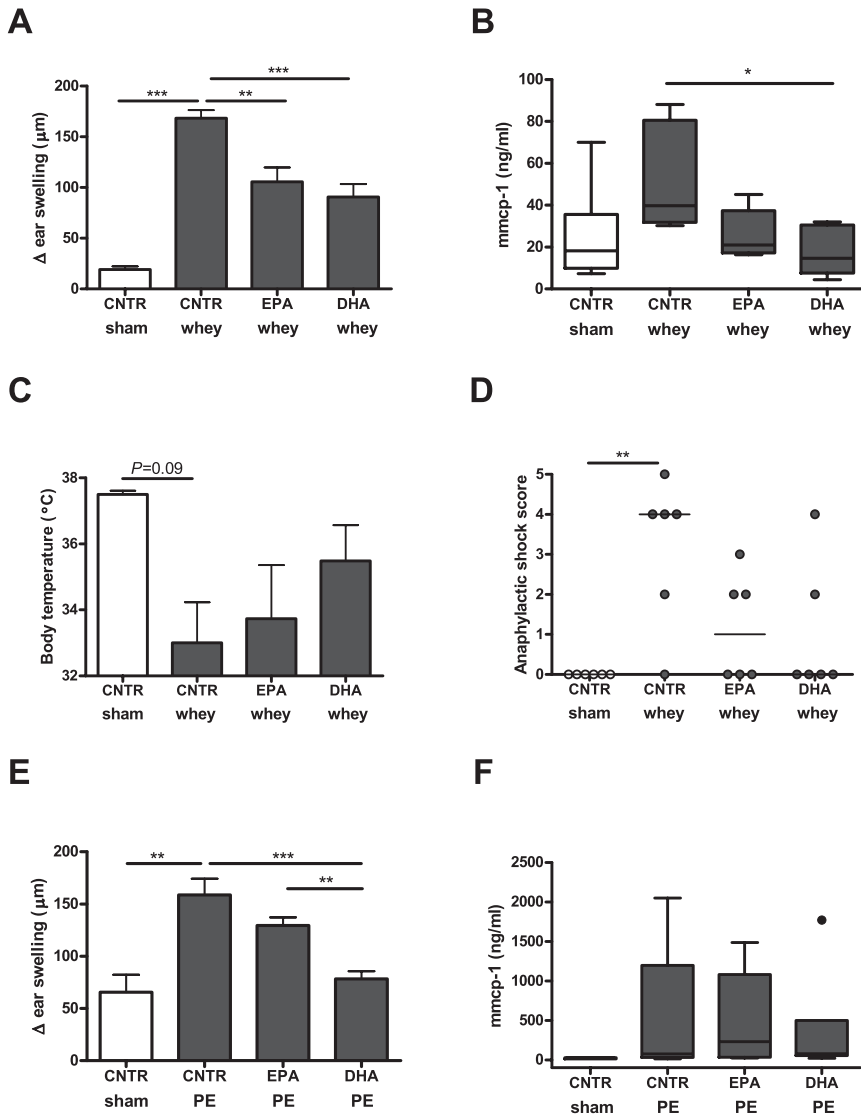 A
Δ ear swelling (μm)
200
150
100
50
0
***
***
**
CNTR CNTR EPA DHA
sham whey whey whey
B
mmcp-1 (ng/ml)
100
80
60
40
20
0
*
CNTR CNTR EPA DHA
sham whey whey whey
C
Body temperature (°C)
38
36
34
32
P=0.09
CNTR CNTR EPA DHA
sham whey whey whey
D
Anaphylactic shock score
5
4
3
2
1
0
**
CNTR CNTR EPA DHA
sham whey whey whey
E
Δ ear swelling (μm)
200
150
100
50
0
**
***
**
CNTR CNTR EPA DHA
sham PE PE PE
F
mmcp-1 (ng/ml)
2500
2000
1500
1000
500
0
CNTR CNTR EPA DHA
sham PE PE PE